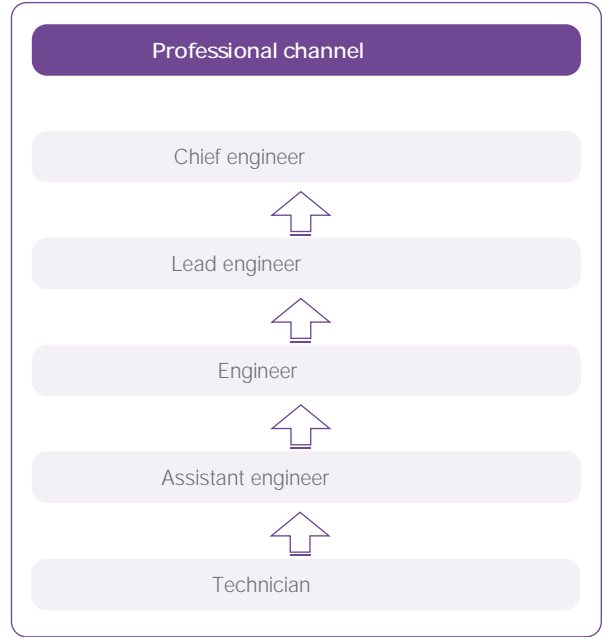 Professional channel
Chief engineer
Lead engineer
Engineer
Assistant engineer
Technician